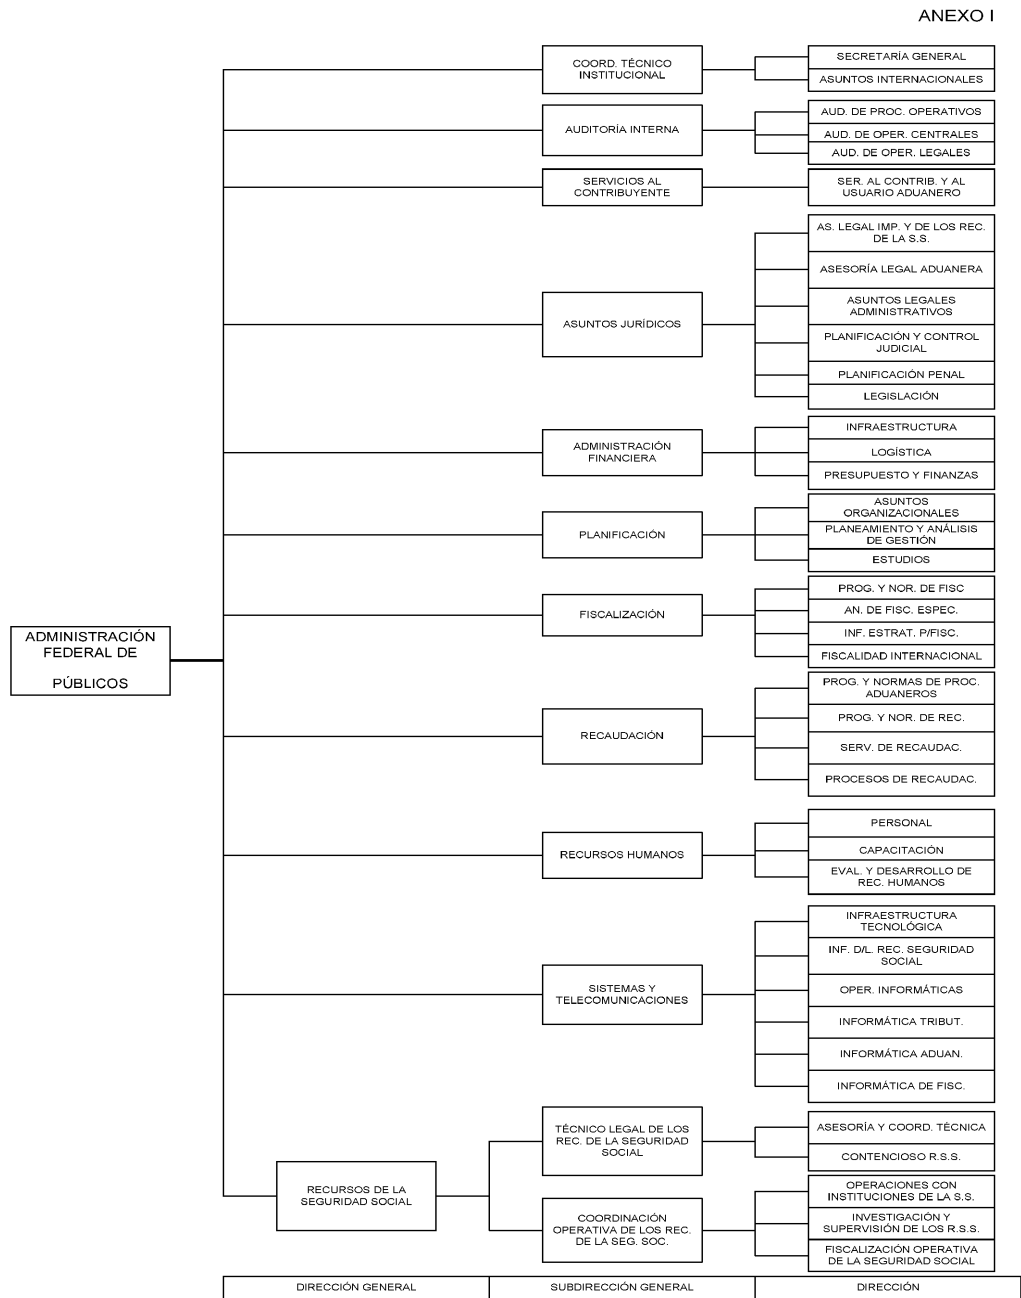 ANEXO I
COORD. TÉCNICO
INSTITUCIONAL
SECRETARÍA GENERAL
ASUNTOS INTERNACIONALES
AUDITORÍA INTERNA
AUD. DE PROC. OPERATIVOS
AUD. DE OPER. CENTRALES
AUD. DE OPER. LEGALES
SERVICIOS AL
CONTRIBUYENTE
SER. AL CONTRIB. Y AL
USUARIO ADUANERO
ASUNTOS JURÍDICOS
AS. LEGAL IMP. Y DE LOS REC.
DE LA S.S.
ASESORÍA LEGAL ADUANERA
ASUNTOS LEGALES
ADMINISTRATIVOS
PLANIFICACIÓN Y CONTROL
JUDICIAL
PLANIFICACIÓN PENAL
LEGISLACIÓN
ADMINISTRACIÓN
FINANCIERA
INFRAESTRUCTURA
LOGÍSTICA
PRESUPUESTO Y FINANZAS
PLANIFICACIÓN
ASUNTOS
ORGANIZACIONALES
PLANEAMIENTO Y ANÁLISIS
DE GESTIÓN
ESTUDIOS
FISCALIZACIÓN
PROG. Y NOR. DE FISC
AN. DE FISC. ESPEC.
INF. ESTRAT. P/FISC.
FISCALIDAD INTERNACIONAL
ADMINISTRACIÓN
FEDERAL DE
PÚBLICOS
RECAUDACIÓN
PROG. Y NORMAS DE PROC.
ADUANEROS
PROG. Y NOR. DE REC.
SERV. DE RECAUDAC.
PROCESOS DE RECAUDAC.
RECURSOS HUMANOS
PERSONAL
CAPACITACIÓN
EVAL. Y DESARROLLO DE
REC. HUMANOS
SISTEMAS Y
TELECOMUNICACIONES
INFRAESTRUCTURA
TECNOLÓGICA
INF. D/L. REC. SEGURIDAD
SOCIAL
OPER. INFORMÁTICAS
INFORMÁTICA TRIBUT.
INFORMÁTICA ADUAN.
INFORMÁTICA DE FISC.
RECURSOS DE LA
SEGURIDAD SOCIAL
TÉCNICO LEGAL DE LOS
REC. DE LA SEGURIDAD
SOCIAL
ASESORÍA Y COORD. TÉCNICA
CONTENCIOSO R.S.S.
COORDINACIÓN
OPERATIVA DE LOS REC.
DE LA SEG. SOC.
OPERACIONES CON
INSTITUCIONES DE LA S.S.
INVESTIGACIÓN Y
SUPERVISIÓN DE LOS R.S.S.
FISCALIZACIÓN OPERATIVA
DE LA SEGURIDAD SOCIAL
DIRECCIÓN GENERAL
SUBDIRECCIÓN GENERAL
DIRECCIÓN